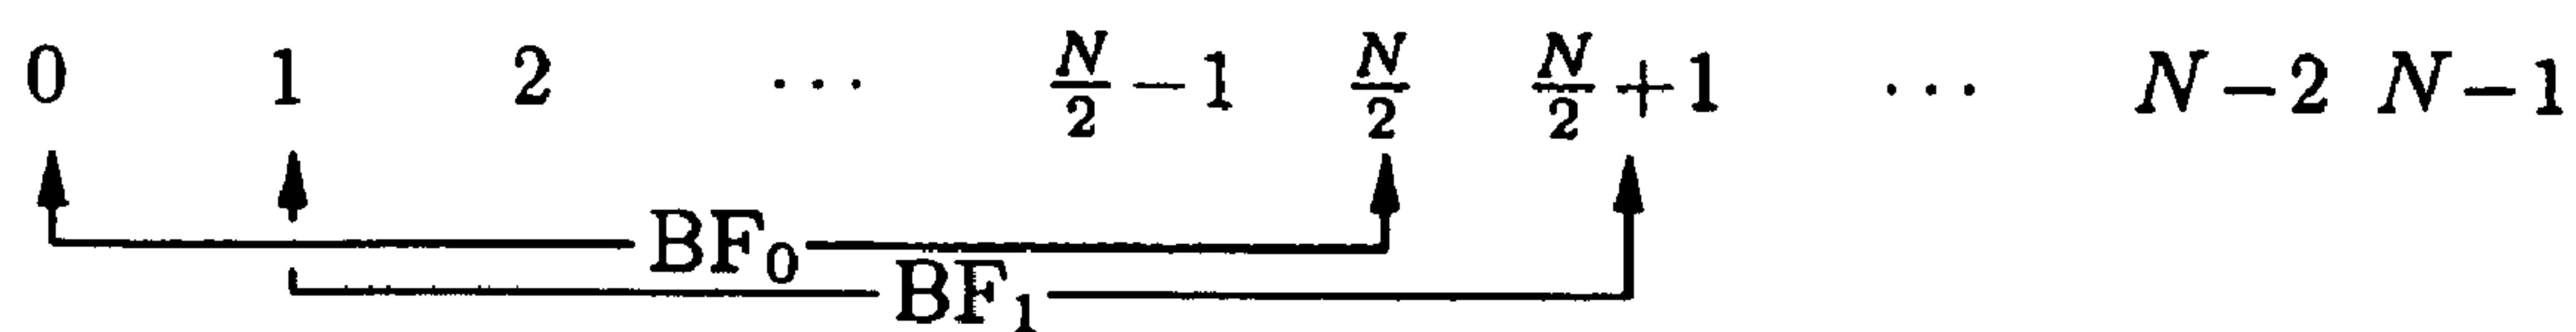 0 1 2 ⋯ N/2 − 1 N/2 N/2 + 1 ⋯ N − 2 N − 1
BF₀
BF₁